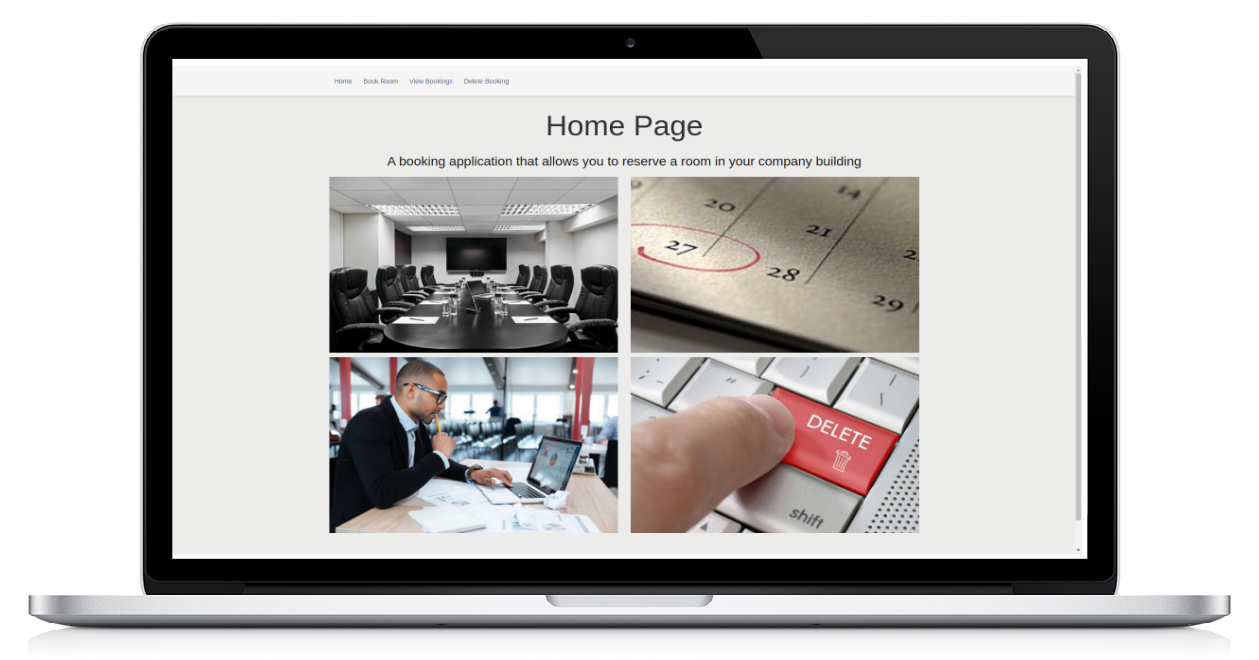 Home Book Room View Bookings Delete Booking
Home Page
A booking application that allows you to reserve a room in your company building
14
20
21
27
28
29
DELETE
shift